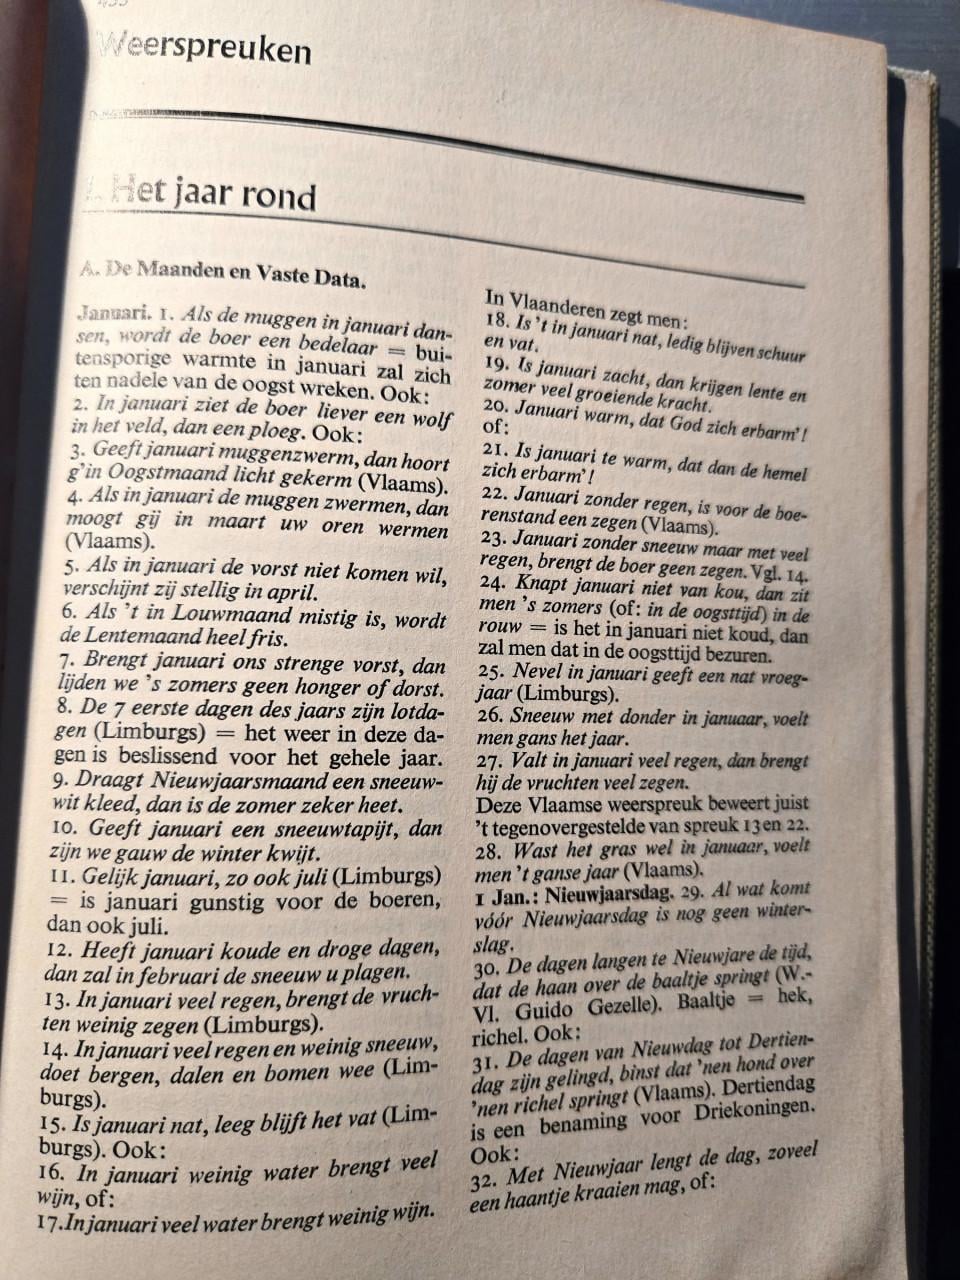 Weerspreuken
I. Het jaar rond
A. De Maanden en Vaste Data.
Januari. 1. Als de muggen in januari dan-
sen, wordt de boer een bedelaar = bui-
tensporige warmte in januari zal zich
ten nadele van de oogst wreken. Ook:
2. In januari ziet de boer liever een wolf
in het veld, dan een ploeg. Ook:
3. Geeft januari muggenzwerm, dan hoort
g'in Oogstmaand licht gekerm (Vlaams).
4. Als in januari de muggen zwermen, dan
moogt gij in maart uw oren wermen
(Vlaams).
5. Als in januari de vorst niet komen wil,
verschijnt zij stellig in april.
6. Als 't in Louwmaand mistig is, wordt
de Lentemaand heel fris.
7. Brengt januari ons strenge vorst, dan
lijden we 's zomers geen honger of dorst.
8. De 7 eerste dagen des jaars zijn lotda-
gen (Limburgs) = het weer in deze da-
gen is beslissend voor het gehele jaar.
9. Draagt Nieuwjaarsmaand een sneeuw-
wit kleed, dan is de zomer zeker heet.
10. Geeft januari een sneeuwtapijt, dan
zijn we gauw de winter kwijt.
11. Gelijk januari, zo ook juli (Limburgs)
= is januari gunstig voor de boeren,
dan ook juli.
12. Heeft januari koude en droge dagen,
dan zal in februari de sneeuw u plagen.
13. In januari veel regen, brengt de vruch-
ten weinig zegen (Limburgs).
14. In januari veel regen en weinig sneeuw,
doet bergen, dalen en bomen wee (Lim-
burgs).
15. Is januari nat, leeg blijft het vat (Lim-
burgs). Ook:
16. In januari weinig water brengt veel
wijn, of:
17. In januari veel water brengt weinig wijn.
In Vlaanderen zegt men:
18. Is 't in januari nat, ledig blijven schuur
en vat.
19. Is januari zacht, dan krijgen lente en
zomer veel groeiende kracht.
20. Januari warm, dat God zich erbarm'!
of:
21. Is januari te warm, dat dan de hemel
zich erbarm'!
22. Januari zonder regen, is voor de boe-
renstand een zegen (Vlaams).
23. Januari zonder sneeuw maar met veel
regen, brengt de boer geen zegen. Vgl. 14.
24. Knapt januari niet van kou, dan zit
men 's zomers (of: in de oogsttijd) in de
rouw = is het in januari niet koud, dan
zal men dat in de oogsttijd bezuren.
25. Nevel in januari geeft een nat vroeg-
jaar (Limburgs).
26. Sneeuw met donder in januaar, voelt
men gans het jaar.
27. Valt in januari veel regen, dan brengt
hij de vruchten veel zegen.
Deze Vlaamse weerspreuk beweert juist
't tegenovergestelde van spreuk 13 en 22.
28. Wast het gras wel in januaar, voelt
men 't ganse jaar (Vlaams).
1 Jan.: Nieuwjaarsdag. 29. Al wat komt
vóór Nieuwjaarsdag is nog geen winter-
slag.
30. De dagen langen te Nieuwjare de tijd,
dat de haan over de baaltje springt (W.-
Vl. Guido Gezelle). Baaltje = hek,
richel. Ook:
31. De dagen van Nieuwdag tot Dertien-
dag zijn gelingd, binst dat 'nen hond over
'nen richel springt (Vlaams). Dertiendag
is een benaming voor Driekoningen.
Ook:
32. Met Nieuwjaar lengt de dag, zoveel
een haantje kraaien mag, of: